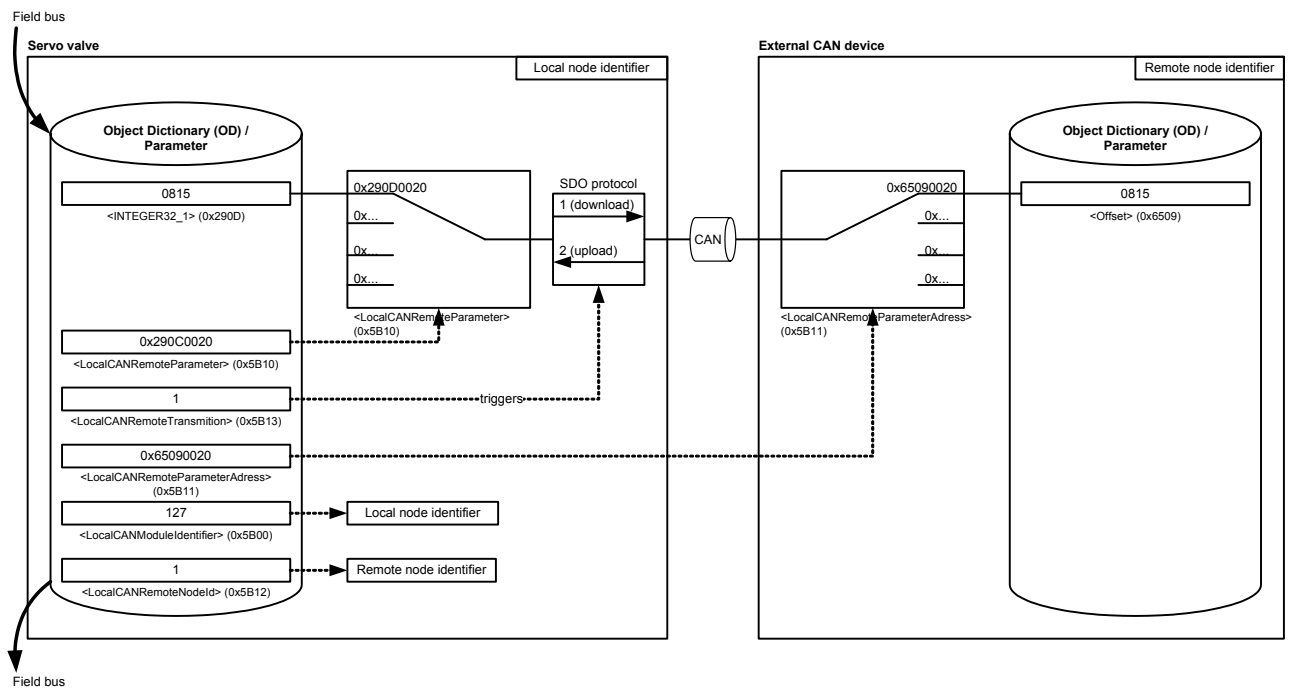 Field bus
Servo valve
Local node identifier
Object Dictionary (OD) /
Parameter
0815
<INTEGER32_1> (0x290D)
0x290D0020
0x...
0x...
0x...
<LocalCANRemoteParameter>
(0x5B10)
SDO protocol
1 (download)
2 (upload)
CAN
0x290C0020
<LocalCANRemoteParameter> (0x5B10)
1
<LocalCANRemoteTransmition> (0x5B13)
triggers
0x65090020
<LocalCANRemoteParameterAdress>
(0x5B11)
127
<LocalCANModuleIdentifier> (0x5B00)
Local node identifier
1
<LocalCANRemoteNodeId> (0x5B12)
Remote node identifier
External CAN device
Remote node identifier
0x65090020
0x...
0x...
0x...
<LocalCANRemoteParameterAdress>
(0x5B11)
Object Dictionary (OD) /
Parameter
0815
<Offset> (0x6509)
Field bus